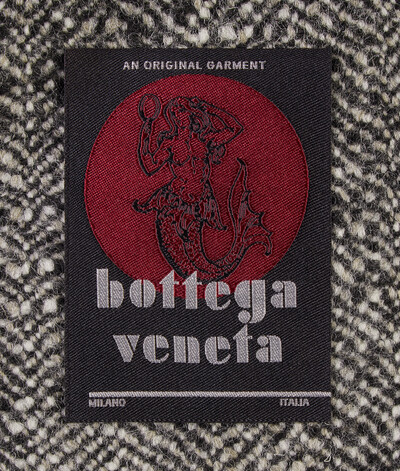 AN ORIGINAL GARMENT
bottega
veneta
MILANO ITALIA